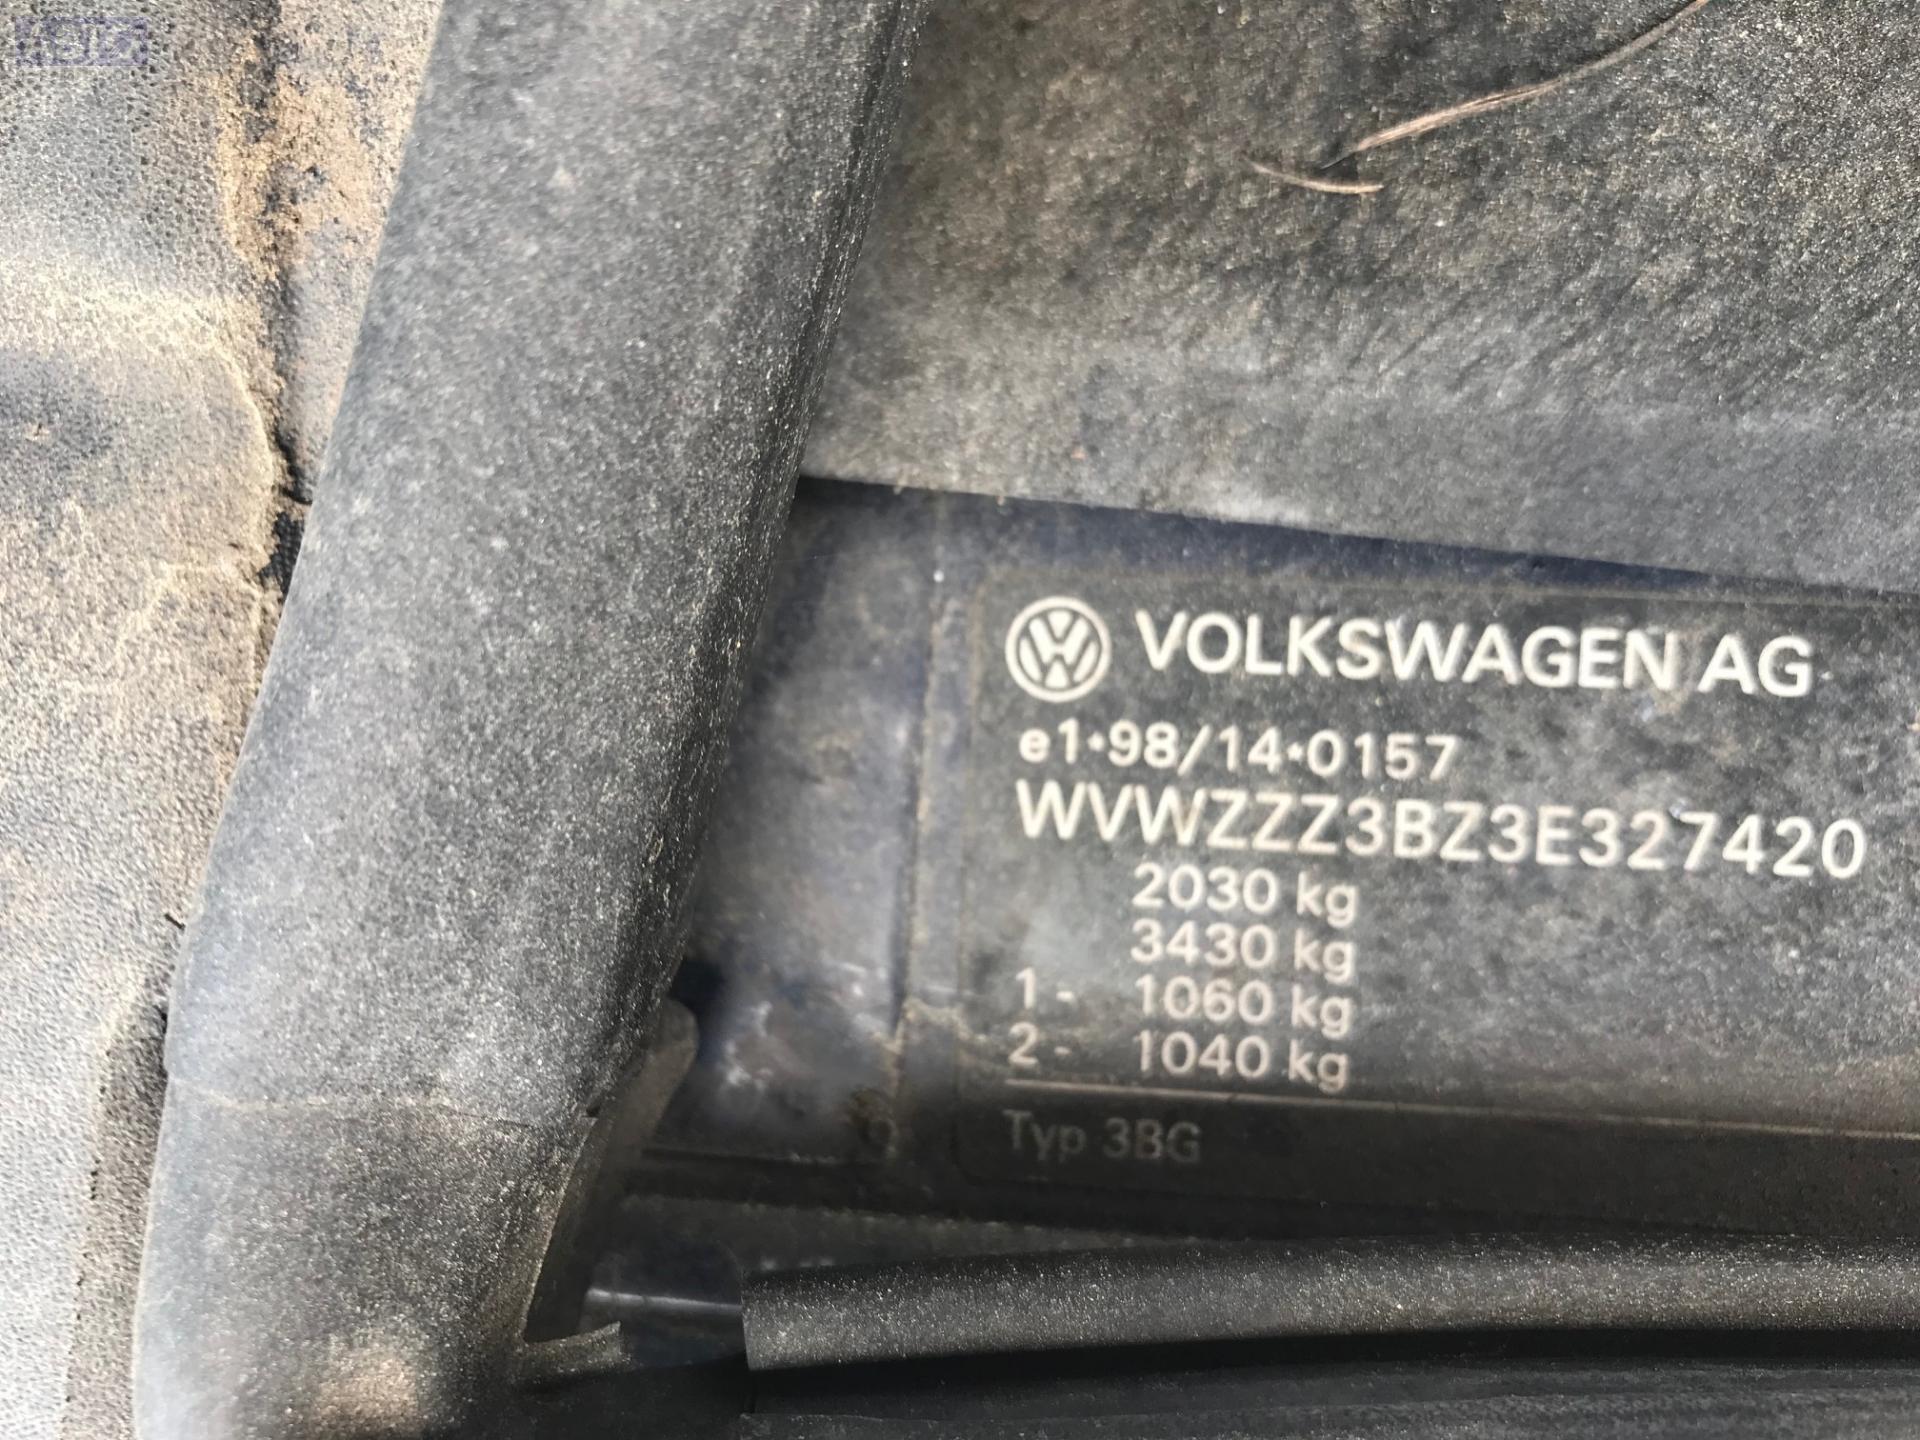 VOLKSWAGEN AG
e1*98/14*0157
WVWZZZ3BZ3E327420
2030 kg
3430 kg
1 - 1060 kg
2 - 1040 kg
Typ 3BG